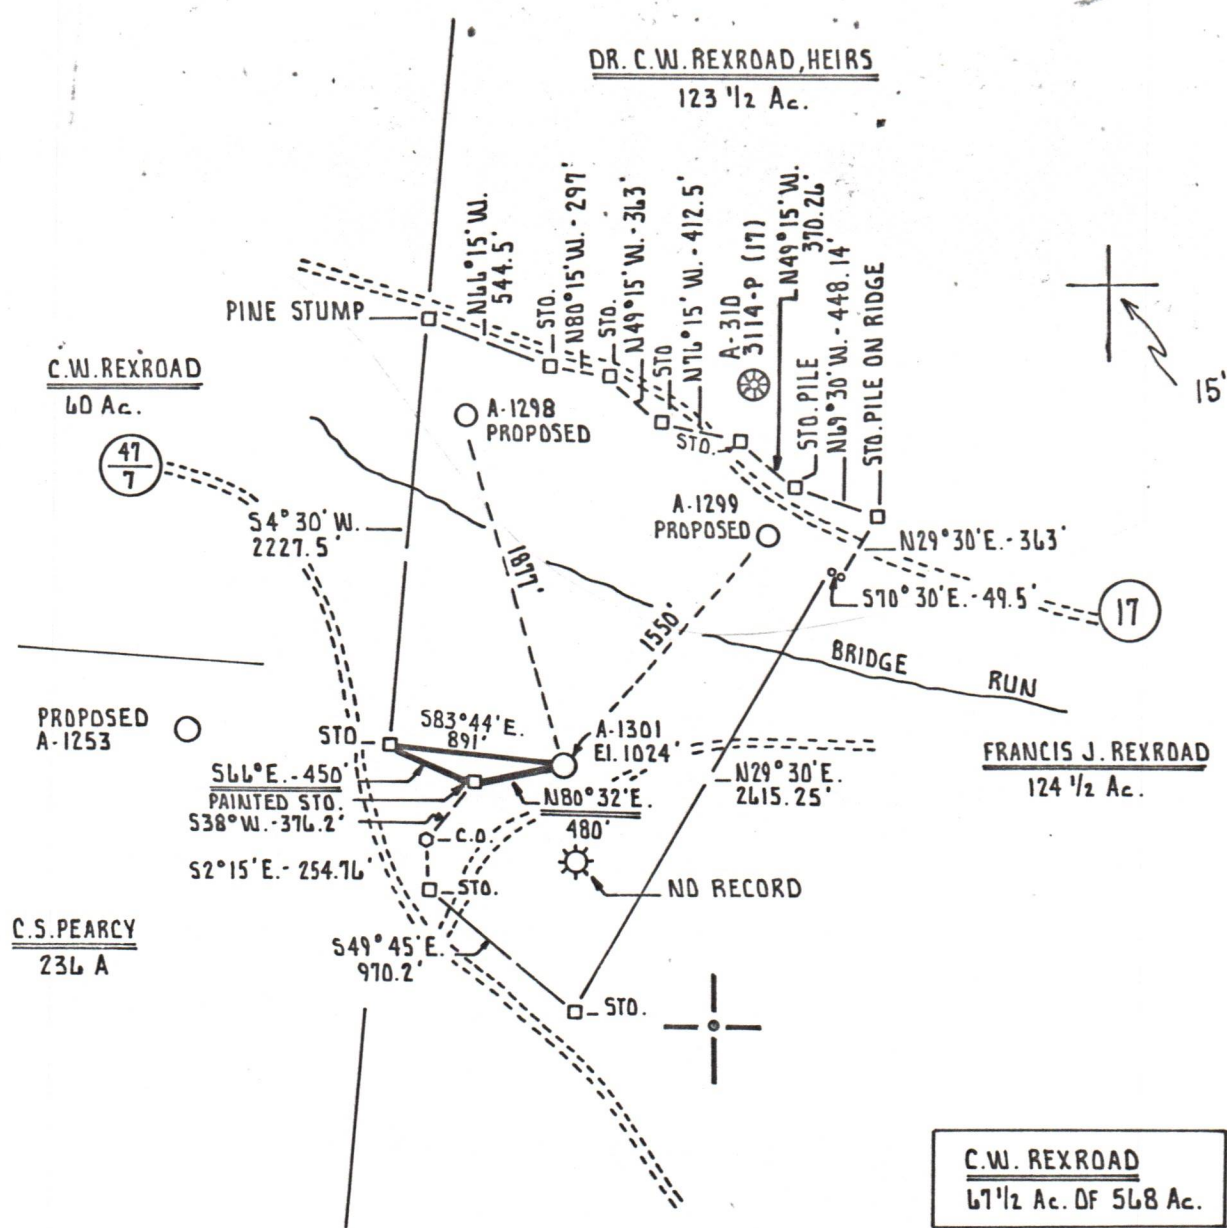 DR. C.W. REXROAD, HEIRS
123 1/2 Ac.
N66°15'W.
544.5'
STO.
N80°15'W.-297'
STO.
N49°15'W.-363'
STO
N76°15'W.-412.5'
A-310
3114-P (17)
N49°15'W.
370.26'
STO. PILE
N69°30'W.-448.14'
STO. PILE ON RIDGE
15'
PINE STUMP
C.W. REXROAD
60 Ac.
47
7
A-1298
PROPOSED
STO.
A-1299
PROPOSED
S4°30'W.
2227.5'
1877'
1550'
N29°30'E.-363'
S70°30'E.-49.5'
17
BRIDGE RUN
PROPOSED
A-1253
STO
S83°44'E.
891'
A-1301
El. 1024'
FRANCIS J. REXROAD
124 1/2 Ac.
S66°E.-450'
PAINTED STO.
S38°W.-376.2'
N80°32'E.
480'
N29°30'E.
2615.25'
C.O.
S2°15'E.-254.76'
STO.
NO RECORD
C.S. PEARCY
236 A
S49°45'E.
970.2'
STO.
C.W. REXROAD
67 1/2 Ac. OF 568 Ac.